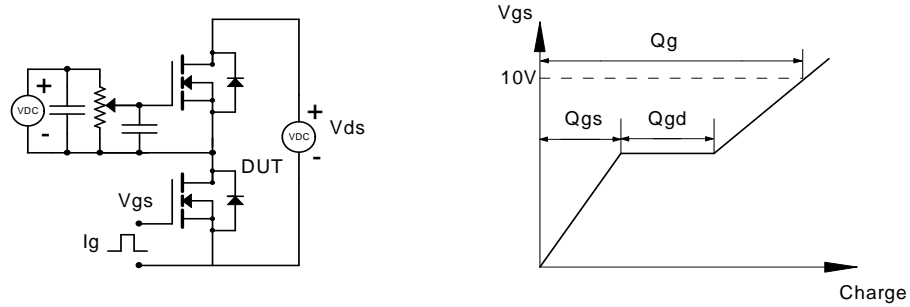 +
VDC
-
+
VDC
-
Vds
DUT
Vgs
Ig
Vgs
Qg
10V
Qgs
Qgd
Charge